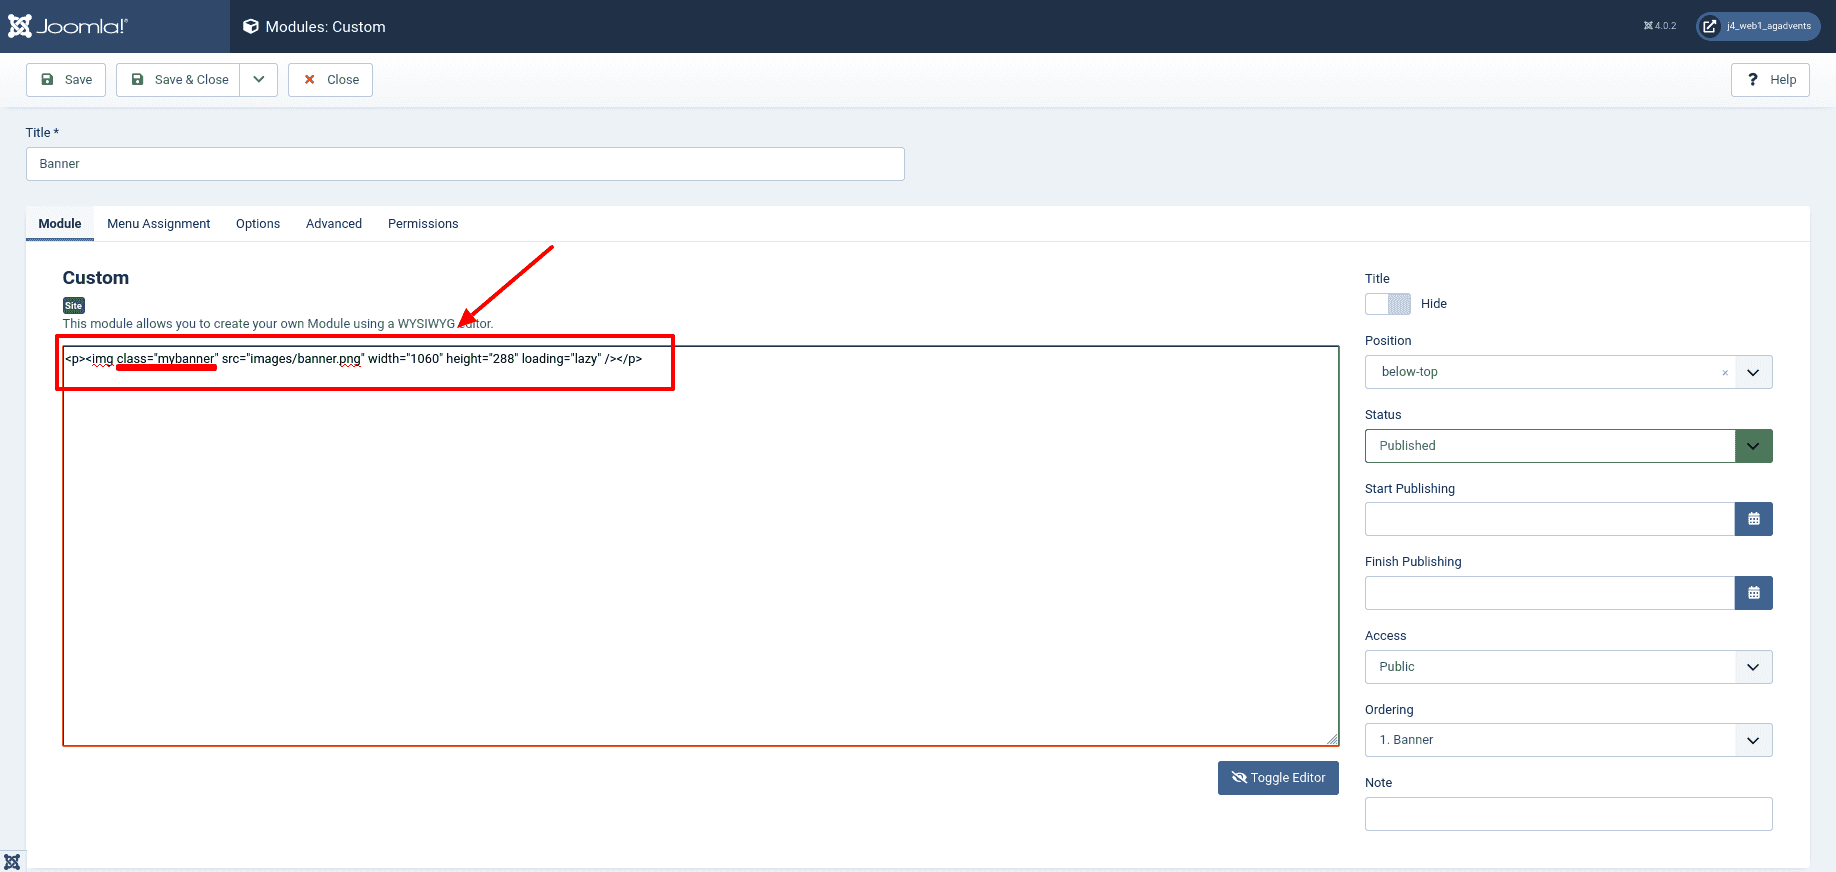 Joomla!®
Modules: Custom
4.0.2
j4_web1_agadvents
Save
Save & Close
Close
? Help
Title *
Banner
Module
Menu Assignment
Options
Advanced
Permissions
Custom
Site
This module allows you to create your own Module using a WYSIWYG editor.
<p><img class="mybanner" src="images/banner.png" width="1060" height="288" loading="lazy" /></p>
Toggle Editor
Title
Hide
Position
below-top
×
Status
Published
Start Publishing
Finish Publishing
Access
Public
Ordering
1. Banner
Note